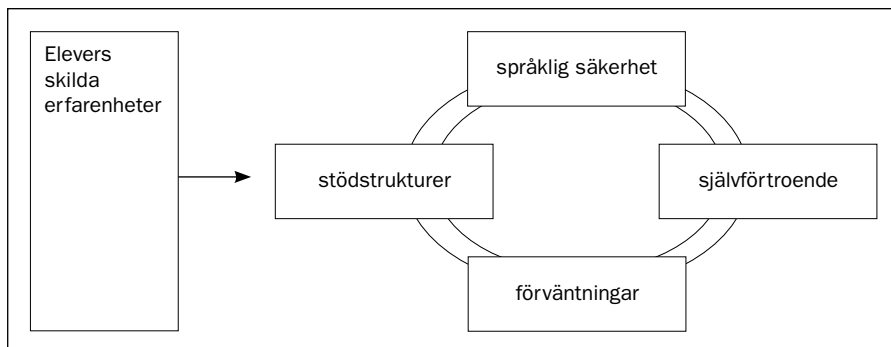 Elevers
skilda
erfarenheter
språklig säkerhet
stödstrukturer
självförtroende
förväntningar